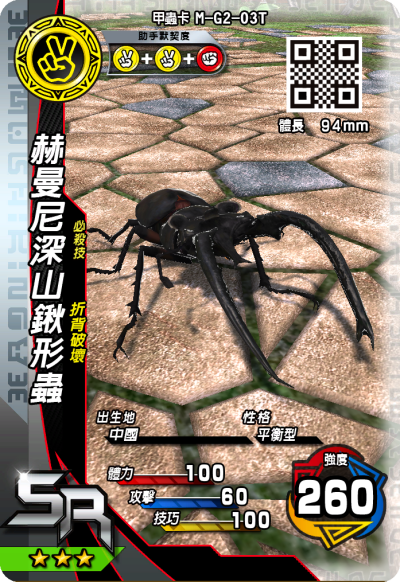 甲蟲卡 M-G2-03T
助手默契度
體長 94mm
赫曼尼深山鍬形蟲
必殺技 折背破壞
出生地
中國
性格
平衡型
體力 100
攻擊 60
技巧 100
強度
260
SR